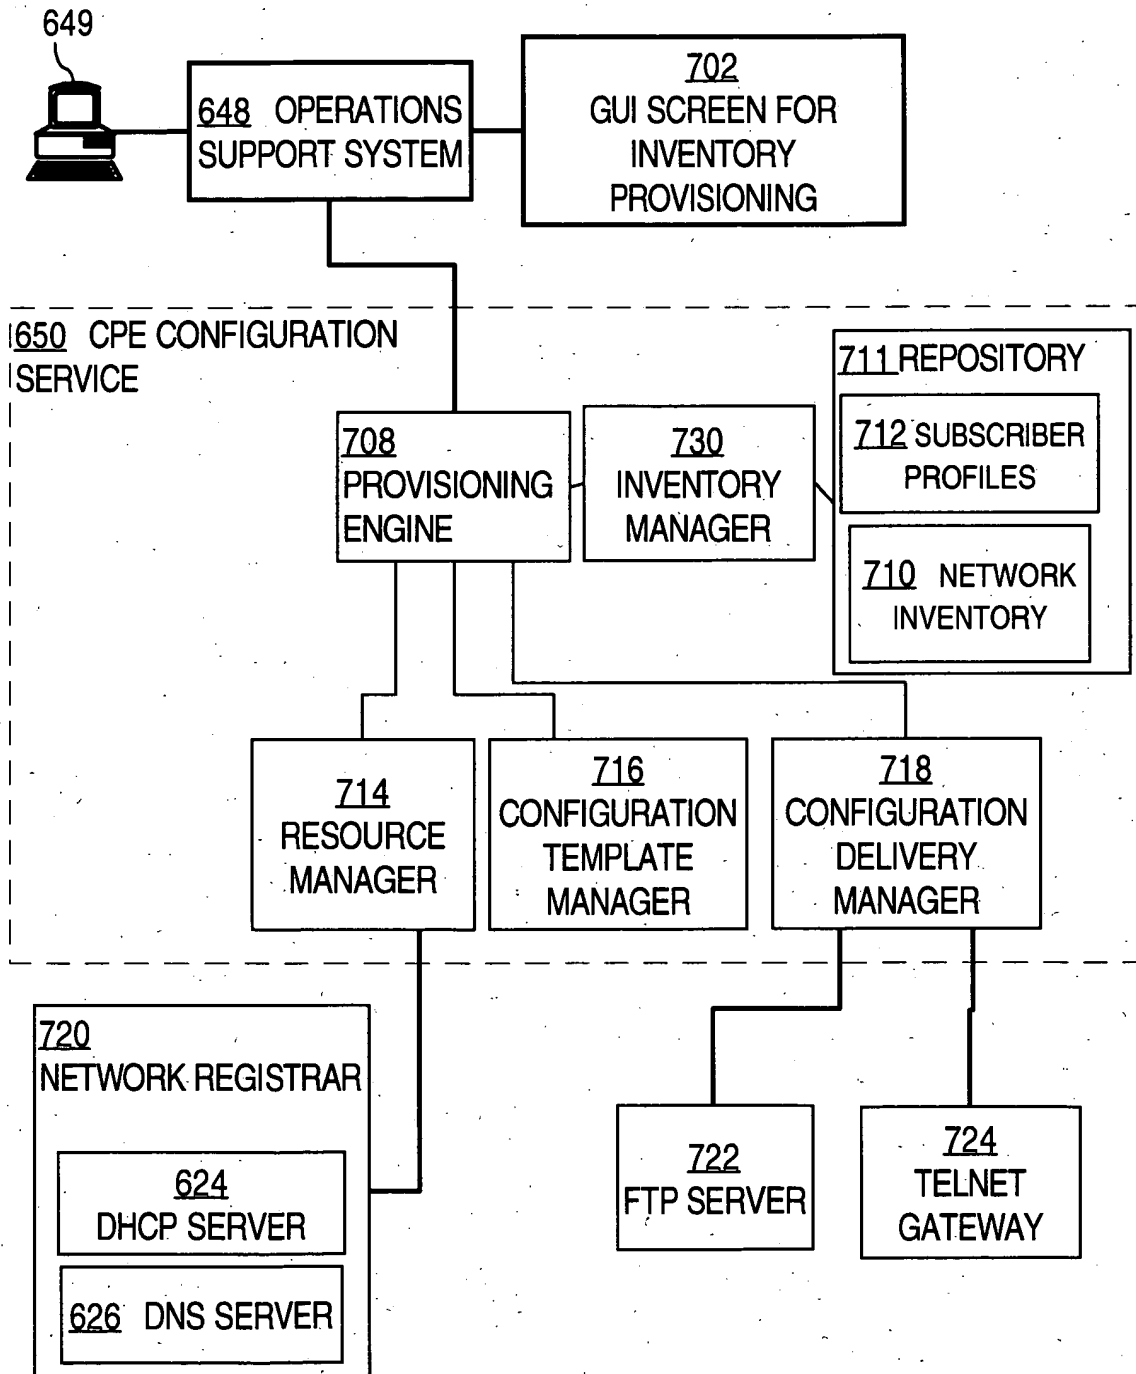 649
648 OPERATIONS
SUPPORT SYSTEM
702
GUI SCREEN FOR
INVENTORY
PROVISIONING
650 CPE CONFIGURATION
SERVICE
711 REPOSITORY
712 SUBSCRIBER
PROFILES
710 NETWORK
INVENTORY
708
PROVISIONING
ENGINE
730
INVENTORY
MANAGER
714
RESOURCE
MANAGER
716
CONFIGURATION
TEMPLATE
MANAGER
718
CONFIGURATION
DELIVERY
MANAGER
720
NETWORK REGISTRAR
624
DHCP SERVER
626 DNS SERVER
722
FTP SERVER
724
TELNET
GATEWAY